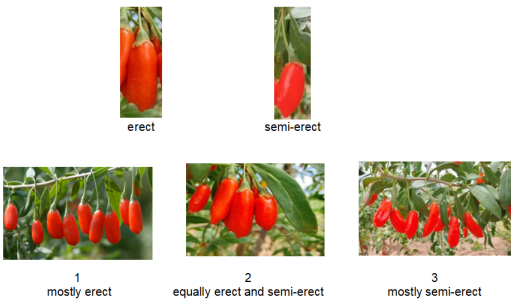 erect
semi-erect
1
mostly erect
2
equally erect and semi-erect
3
mostly semi-erect